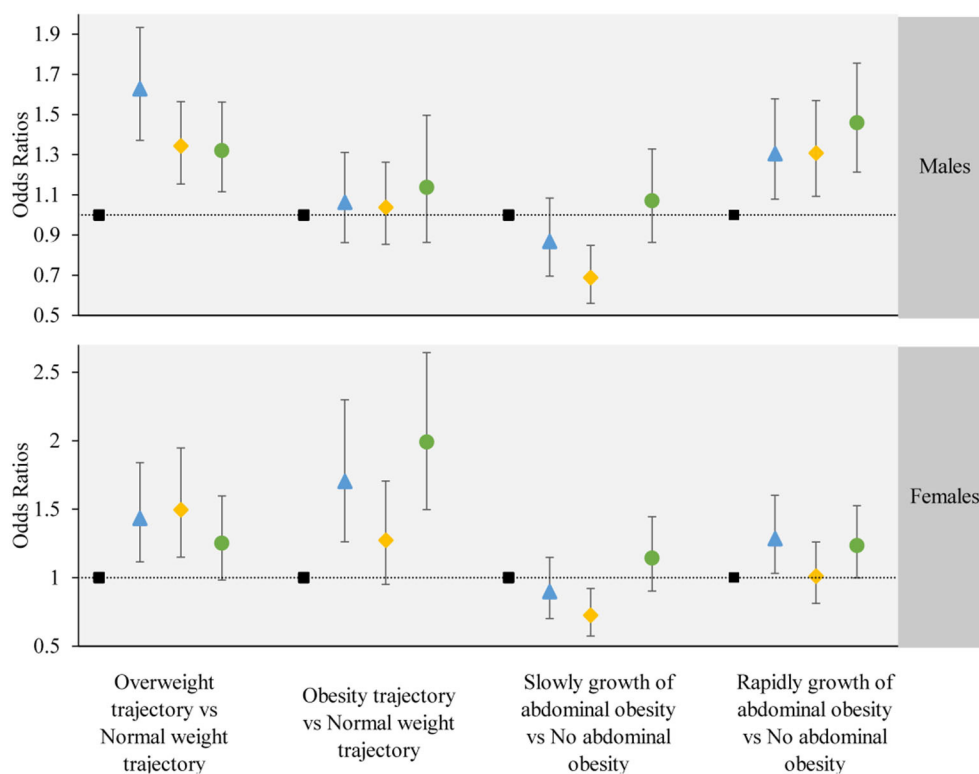 1.9
1.7
1.5
1.3
1.1
0.9
0.7
0.5
Odds Ratios
Males
2.5
2
1.5
1
0.5
Odds Ratios
Females
Overweight
trajectory vs
Normal weight
trajectory
Obesity trajectory
vs Normal weight
trajectory
Slowly growth of
abdominal obesity
vs No abdominal
obesity
Rapidly growth of
abdominal obesity
vs No abdominal
obesity